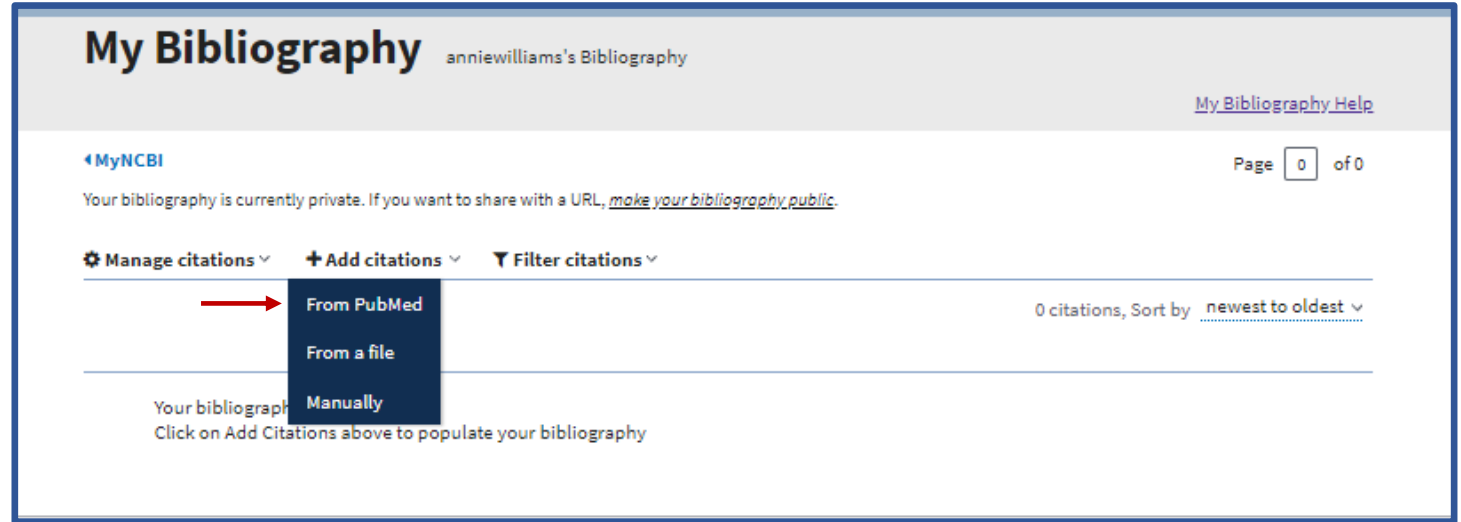 My Bibliography anniewilliams's Bibliography
My Bibliography Help
MyNCBI
Page 0 of 0
Your bibliography is currently private. If you want to share with a URL, make your bibliography public.
Manage citations Add citations Filter citations
From PubMed
0 citations, Sort by newest to oldest
From a file
Manually
Your
Click on Add Citations above to populate your bibliography